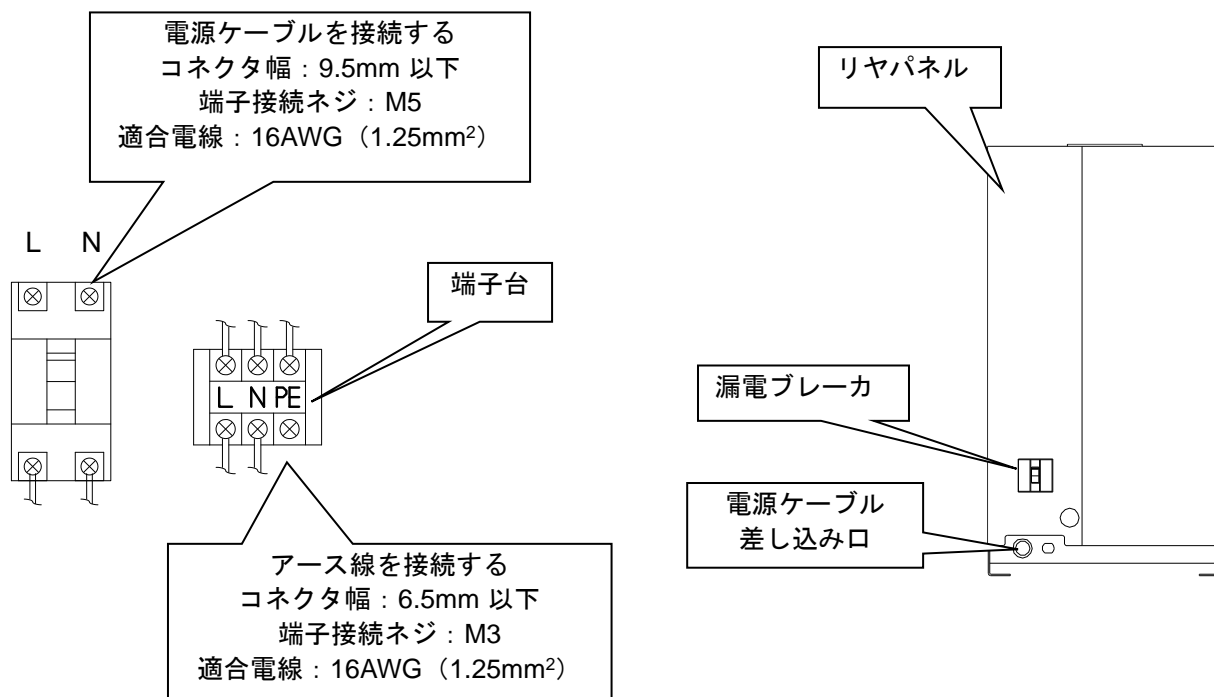 電源ケーブルを接続する
コネクタ幅：9.5mm 以下
端子接続ネジ：M5
適合電線：16AWG（1.25mm²）
リヤパネル
L N
端子台
L N PE
漏電ブレーカ
電源ケーブル
差し込み口
アース線を接続する
コネクタ幅：6.5mm 以下
端子接続ネジ：M3
適合電線：16AWG（1.25mm²）